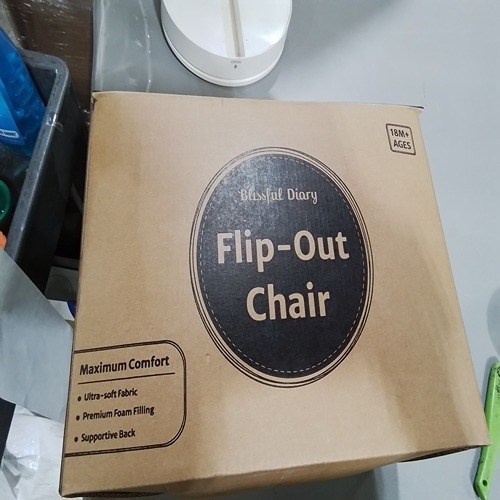 18M+
AGES
Blissful Diary
Flip-Out
Chair
Maximum Comfort
• Ultra-soft Fabric
• Premium Foam Filling
• Supportive Back